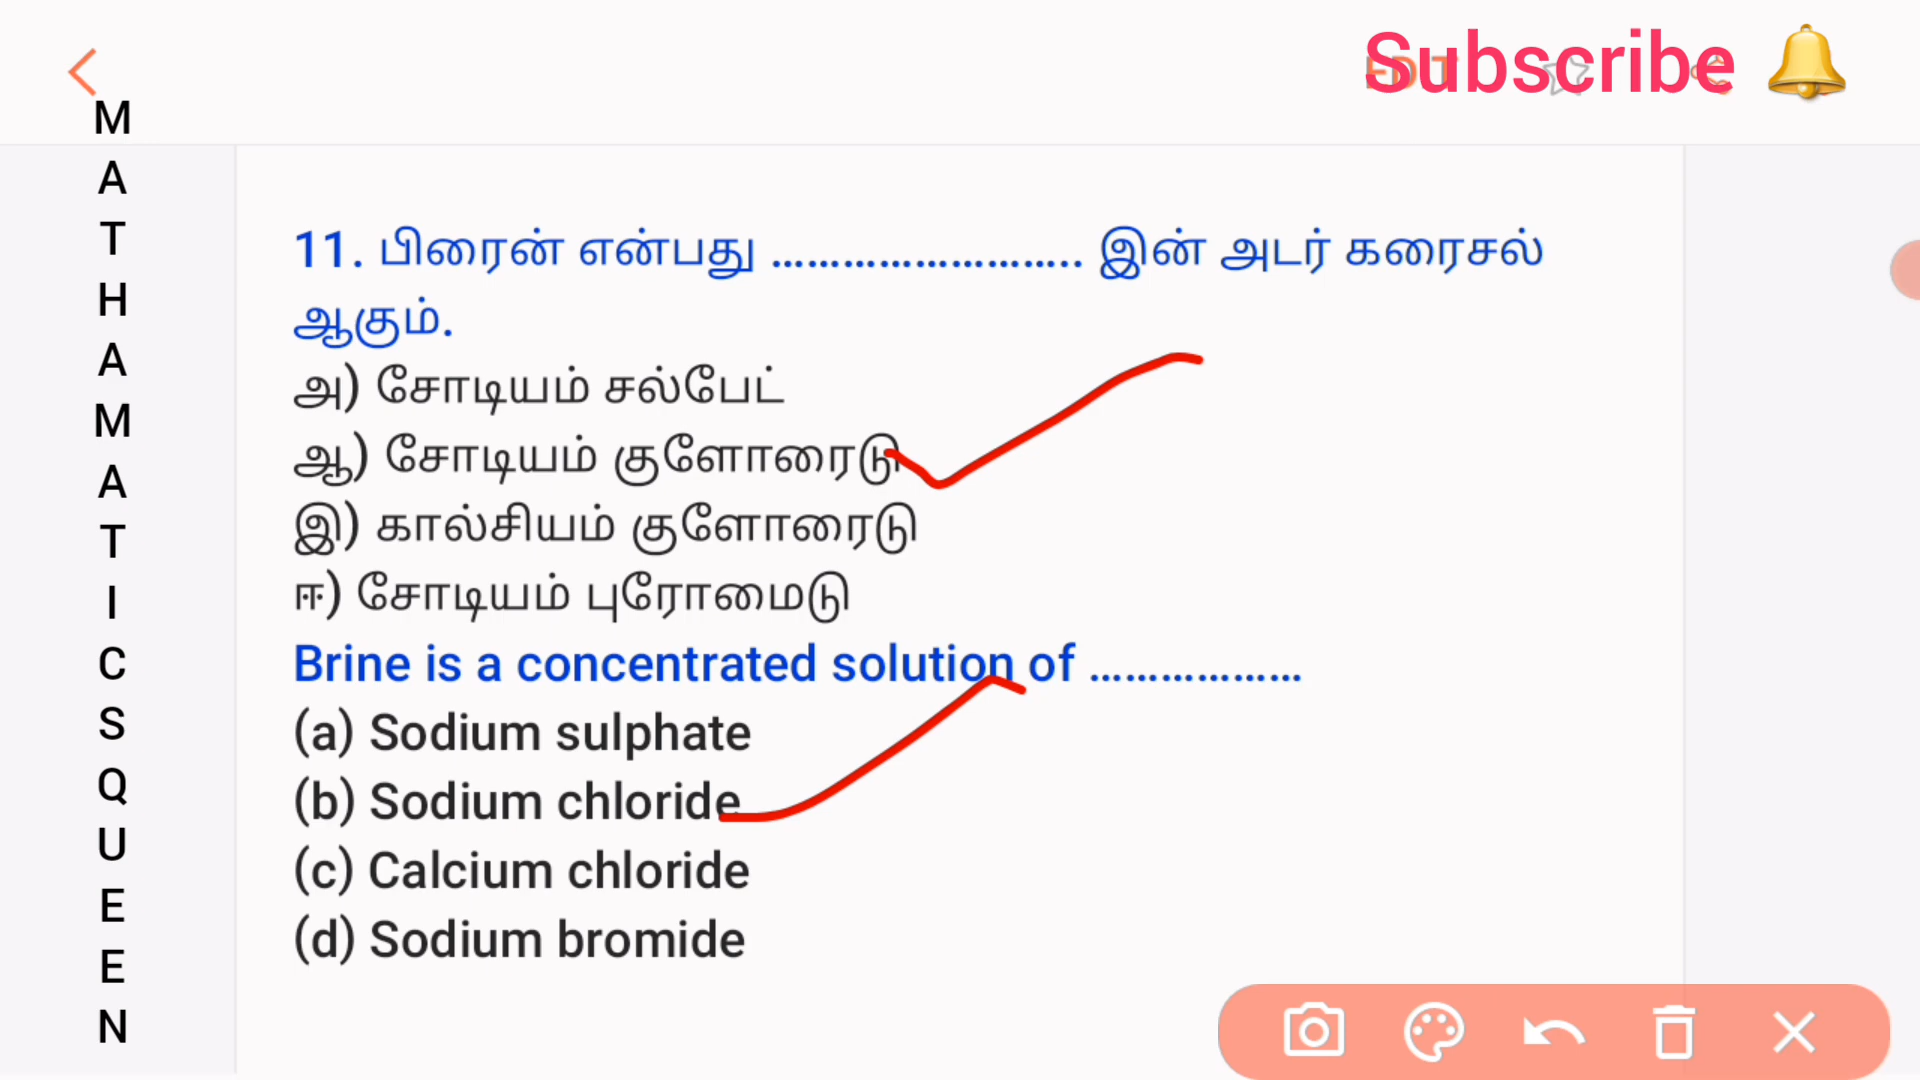 Subscribe 🔔
MATHAMATICSQUEEN
11. பிரைன் என்பது …………………….. இன் அடர் கரைசல்
ஆகும்.
அ) சோடியம் சல்பேட்
ஆ) சோடியம் குளோரைடு
இ) கால்சியம் குளோரைடு
ஈ) சோடியம் புரோமைடு
Brine is a concentrated solution of ………………
(a) Sodium sulphate
(b) Sodium chloride
(c) Calcium chloride
(d) Sodium bromide